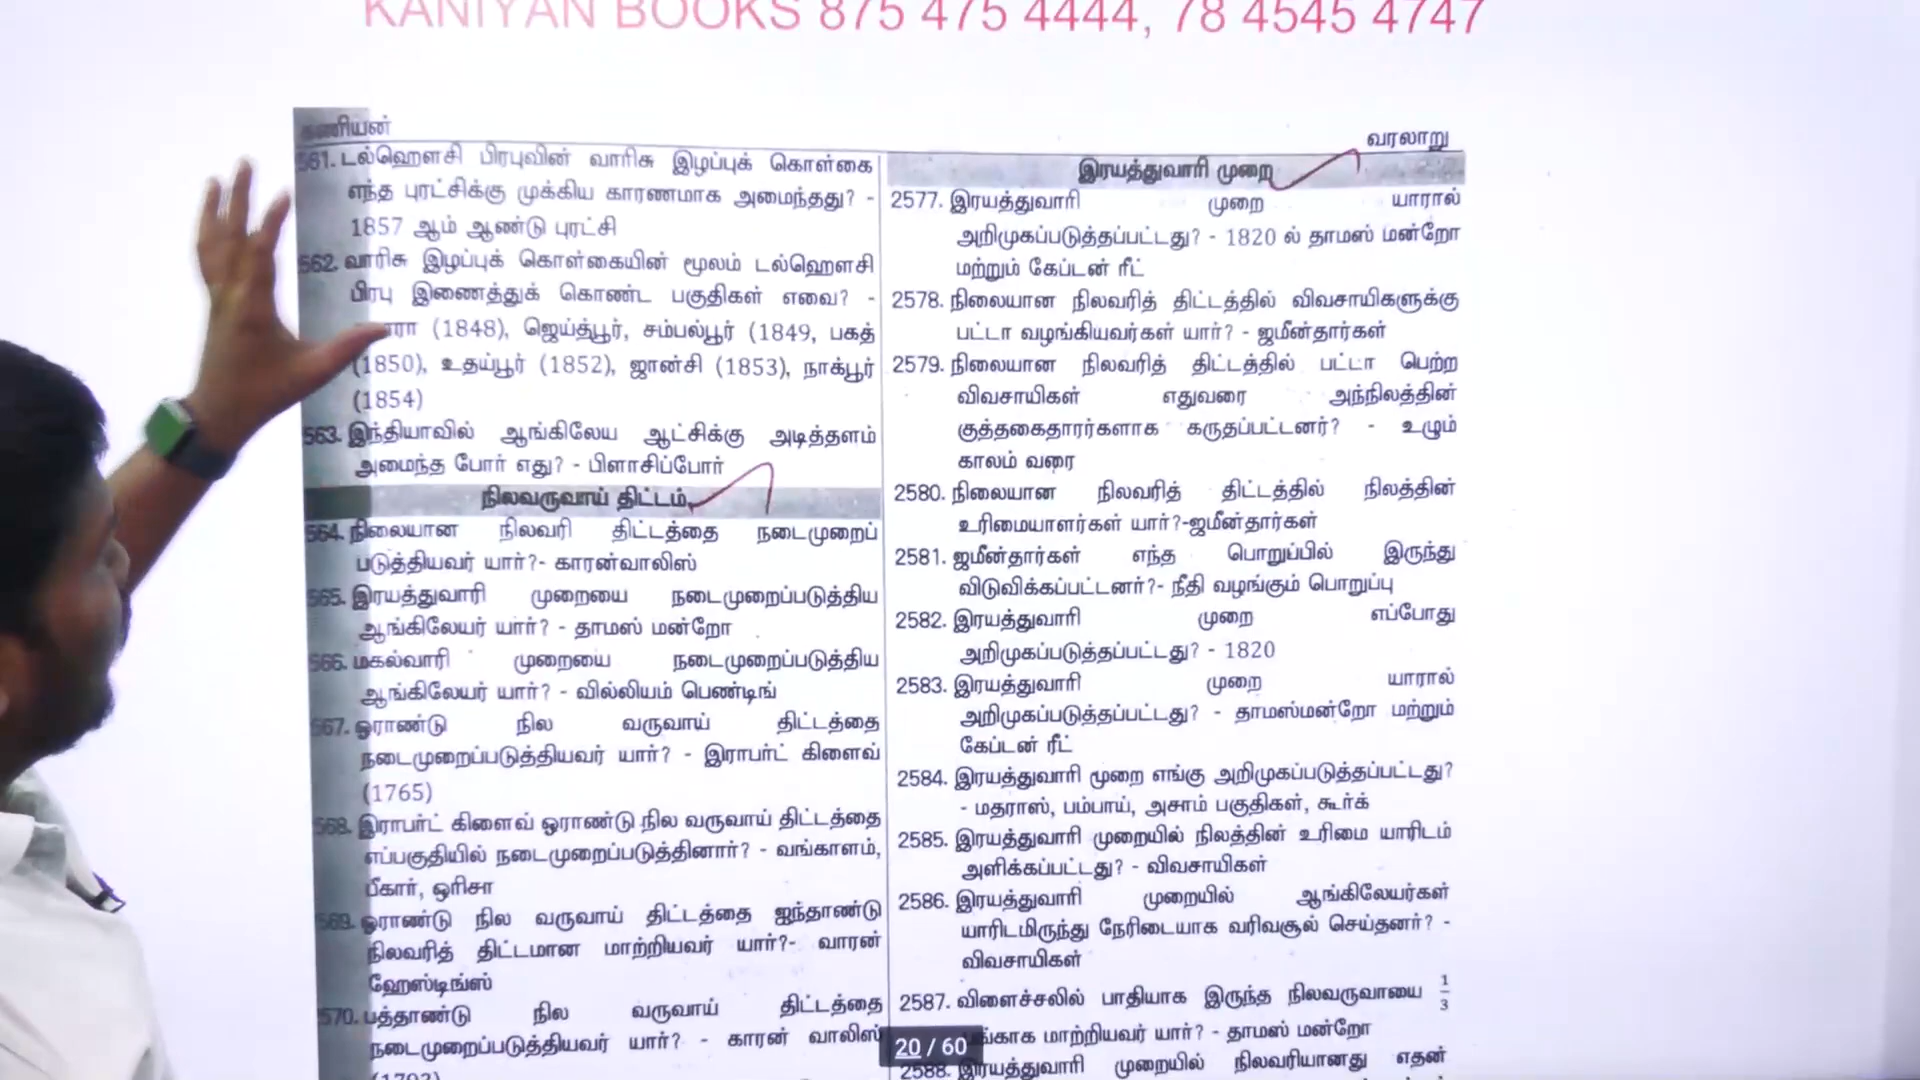 KANIYAN BOOKS 875 475 4444, 78 4545 4747
கணியன்
வரலாறு
561. டல்ஹௌசி பிரபுவின் வாரிசு இழப்புக் கொள்கை
எந்த புரட்சிக்கு முக்கிய காரணமாக அமைந்தது? -
1857 ஆம் ஆண்டு புரட்சி
562. வாரிசு இழப்புக் கொள்கையின் மூலம் டல்ஹௌசி
பிரபு இணைத்துக் கொண்ட பகுதிகள் எவை? -
(1848), ஜெய்த்பூர், சம்பல்பூர் (1849, பகத்
(1850), உதய்பூர் (1852), ஜான்சி (1853), நாக்பூர்
(1854)
563. இந்தியாவில் ஆங்கிலேய ஆட்சிக்கு அடித்தளம்
அமைந்த போர் எது? - பிளாசிப்போர்
நிலவருவாய் திட்டம்
564. நிலையான நிலவரி திட்டத்தை நடைமுறைப்
படுத்தியவர் யார்?- காரன்வாலிஸ்
565. இரயத்துவாரி முறையை நடைமுறைப்படுத்திய
ஆங்கிலேயர் யார்? - தாமஸ் மன்றோ
566. மகல்வாரி முறையை நடைமுறைப்படுத்திய
ஆங்கிலேயர் யார்? - வில்லியம் பெண்டிங்
567. ஓராண்டு நில வருவாய் திட்டத்தை
நடைமுறைப்படுத்தியவர் யார்? - இராபர்ட் கிளைவ்
(1765)
568. இராபர்ட் கிளைவ் ஓராண்டு நில வருவாய் திட்டத்தை
எப்பகுதியில் நடைமுறைப்படுத்தினார்? - வங்காளம்,
பீகார், ஒரிசா
569. ஓராண்டு நில வருவாய் திட்டத்தை ஐந்தாண்டு
நிலவரித் திட்டமான மாற்றியவர் யார்?- வாரன்
ஹேஸ்டிங்ஸ்
570. பத்தாண்டு நில வருவாய் திட்டத்தை
நடைமுறைப்படுத்தியவர் யார்? - காரன் வாலிஸ்
இரயத்துவாரி முறை
2577. இரயத்துவாரி முறை யாரால்
அறிமுகப்படுத்தப்பட்டது? - 1820 ல் தாமஸ் மன்றோ
மற்றும் கேப்டன் ரீட்
2578. நிலையான நிலவரித் திட்டத்தில் விவசாயிகளுக்கு
பட்டா வழங்கியவர்கள் யார்? - ஜமீன்தார்கள்
2579. நிலையான நிலவரித் திட்டத்தில் பட்டா பெற்ற
விவசாயிகள் எதுவரை அந்நிலத்தின்
குத்தகைதாரர்களாக கருதப்பட்டனர்? - உழும்
காலம் வரை
2580. நிலையான நிலவரித் திட்டத்தில் நிலத்தின்
உரிமையாளர்கள் யார்?-ஜமீன்தார்கள்
2581. ஜமீன்தார்கள் எந்த பொறுப்பில் இருந்து
விடுவிக்கப்பட்டனர்?- நீதி வழங்கும் பொறுப்பு
2582. இரயத்துவாரி முறை எப்போது
அறிமுகப்படுத்தப்பட்டது? - 1820
2583. இரயத்துவாரி முறை யாரால்
அறிமுகப்படுத்தப்பட்டது? - தாமஸ்மன்றோ மற்றும்
கேப்டன் ரீட்
2584. இரயத்துவாரி முறை எங்கு அறிமுகப்படுத்தப்பட்டது?
- மதராஸ், பம்பாய், அசாம் பகுதிகள், கூர்க்
2585. இரயத்துவாரி முறையில் நிலத்தின் உரிமை யாரிடம்
அளிக்கப்பட்டது? - விவசாயிகள்
2586. இரயத்துவாரி முறையில் ஆங்கிலேயர்கள்
யாரிடமிருந்து நேரிடையாக வரிவசூல் செய்தனர்? -
விவசாயிகள்
2587. விளைச்சலில் பாதியாக இருந்த நிலவருவாயை 1/3
மாற்றியவர் யார்? - தாமஸ் மன்றோ
2588. இரயத்துவாரி முறையில் நிலவரியானது எதன்
20 / 60